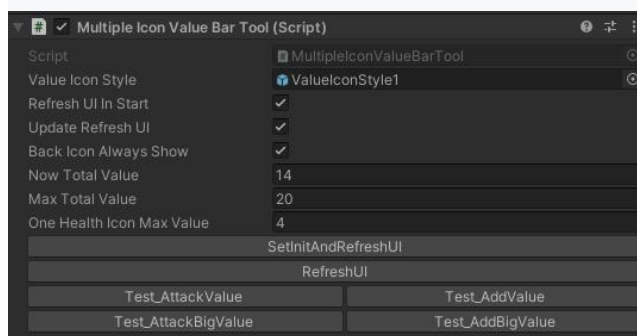 Multiple Icon Value Bar Tool (Script)
Script MultipleIconValueBarTool
Value Icon Style ValueIconStyle1
Refresh UI In Start
Update Refresh UI
Back Icon Always Show
Now Total Value 14
Max Total Value 20
One Health Icon Max Value 4
SetInitAndRefreshUI
RefreshUI
Test_AttackValue Test_AddValue
Test_AttackBigValue Test_AddBigValue